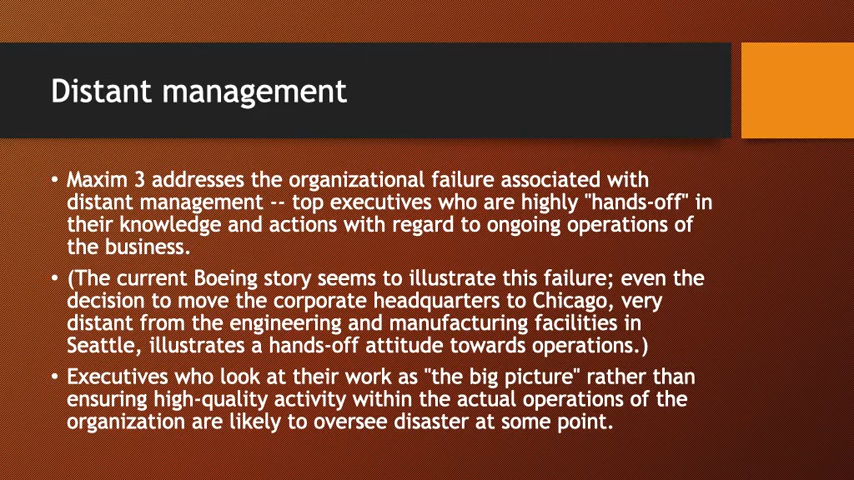 Distant management
• Maxim 3 addresses the organizational failure associated with
distant management -- top executives who are highly "hands-off" in
their knowledge and actions with regard to ongoing operations of
the business.
• (The current Boeing story seems to illustrate this failure; even the
decision to move the corporate headquarters to Chicago, very
distant from the engineering and manufacturing facilities in
Seattle, illustrates a hands-off attitude towards operations.)
• Executives who look at their work as "the big picture" rather than
ensuring high-quality activity within the actual operations of the
organization are likely to oversee disaster at some point.